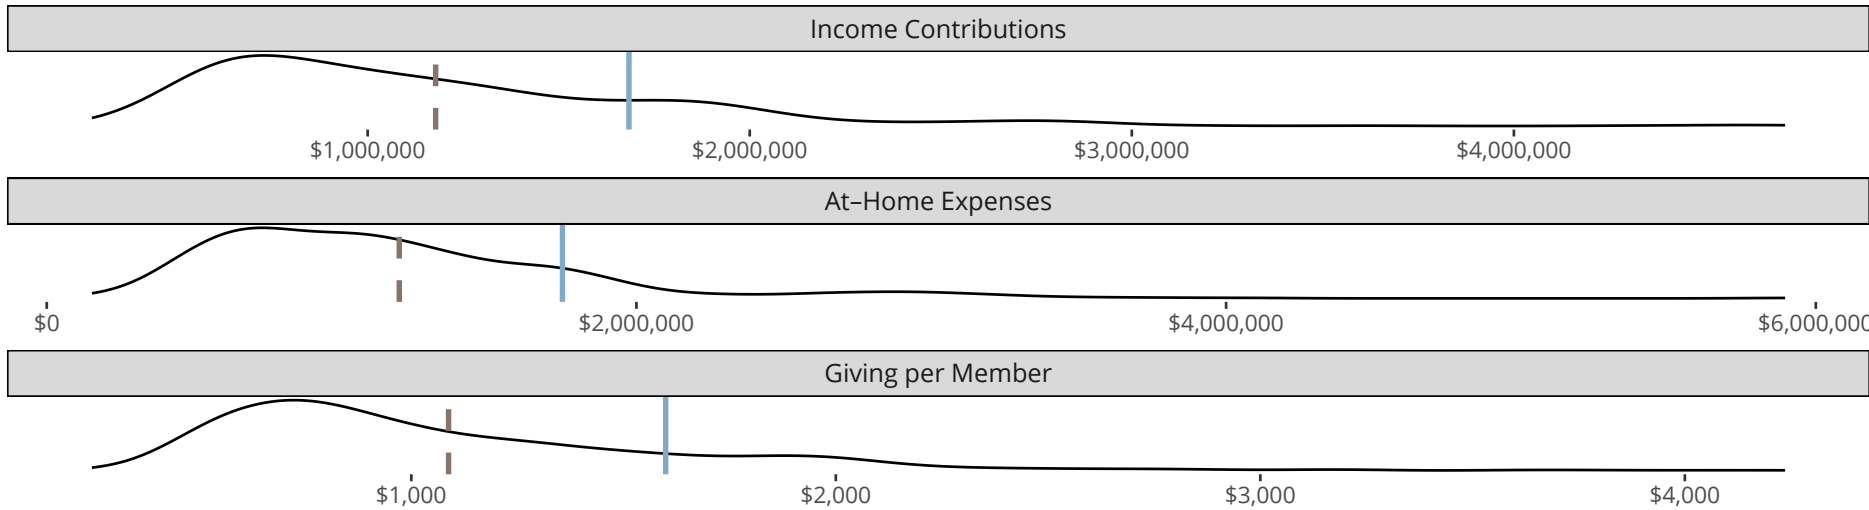 Income Contributions
$1,000,000 $2,000,000 $3,000,000 $4,000,000
At–Home Expenses
$0 $2,000,000 $4,000,000 $6,000,000
Giving per Member
$1,000 $2,000 $3,000 $4,000